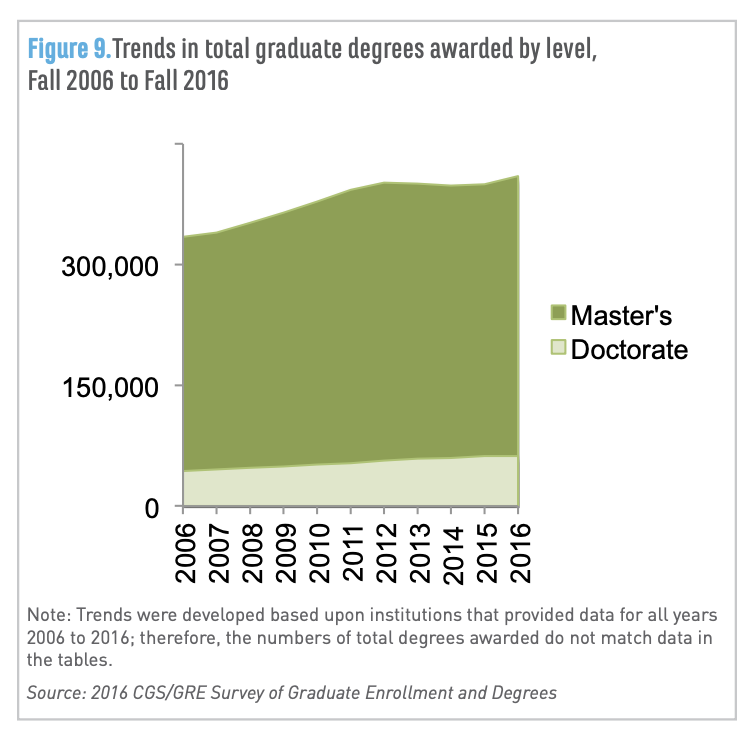 Figure 9.Trends in total graduate degrees awarded by level,
Fall 2006 to Fall 2016
300,000
150,000
0
2006
2007
2008
2009
2010
2011
2012
2013
2014
2015
2016
Master's
Doctorate
Note: Trends were developed based upon institutions that provided data for all years
2006 to 2016; therefore, the numbers of total degrees awarded do not match data in
the tables.
Source: 2016 CGS/GRE Survey of Graduate Enrollment and Degrees